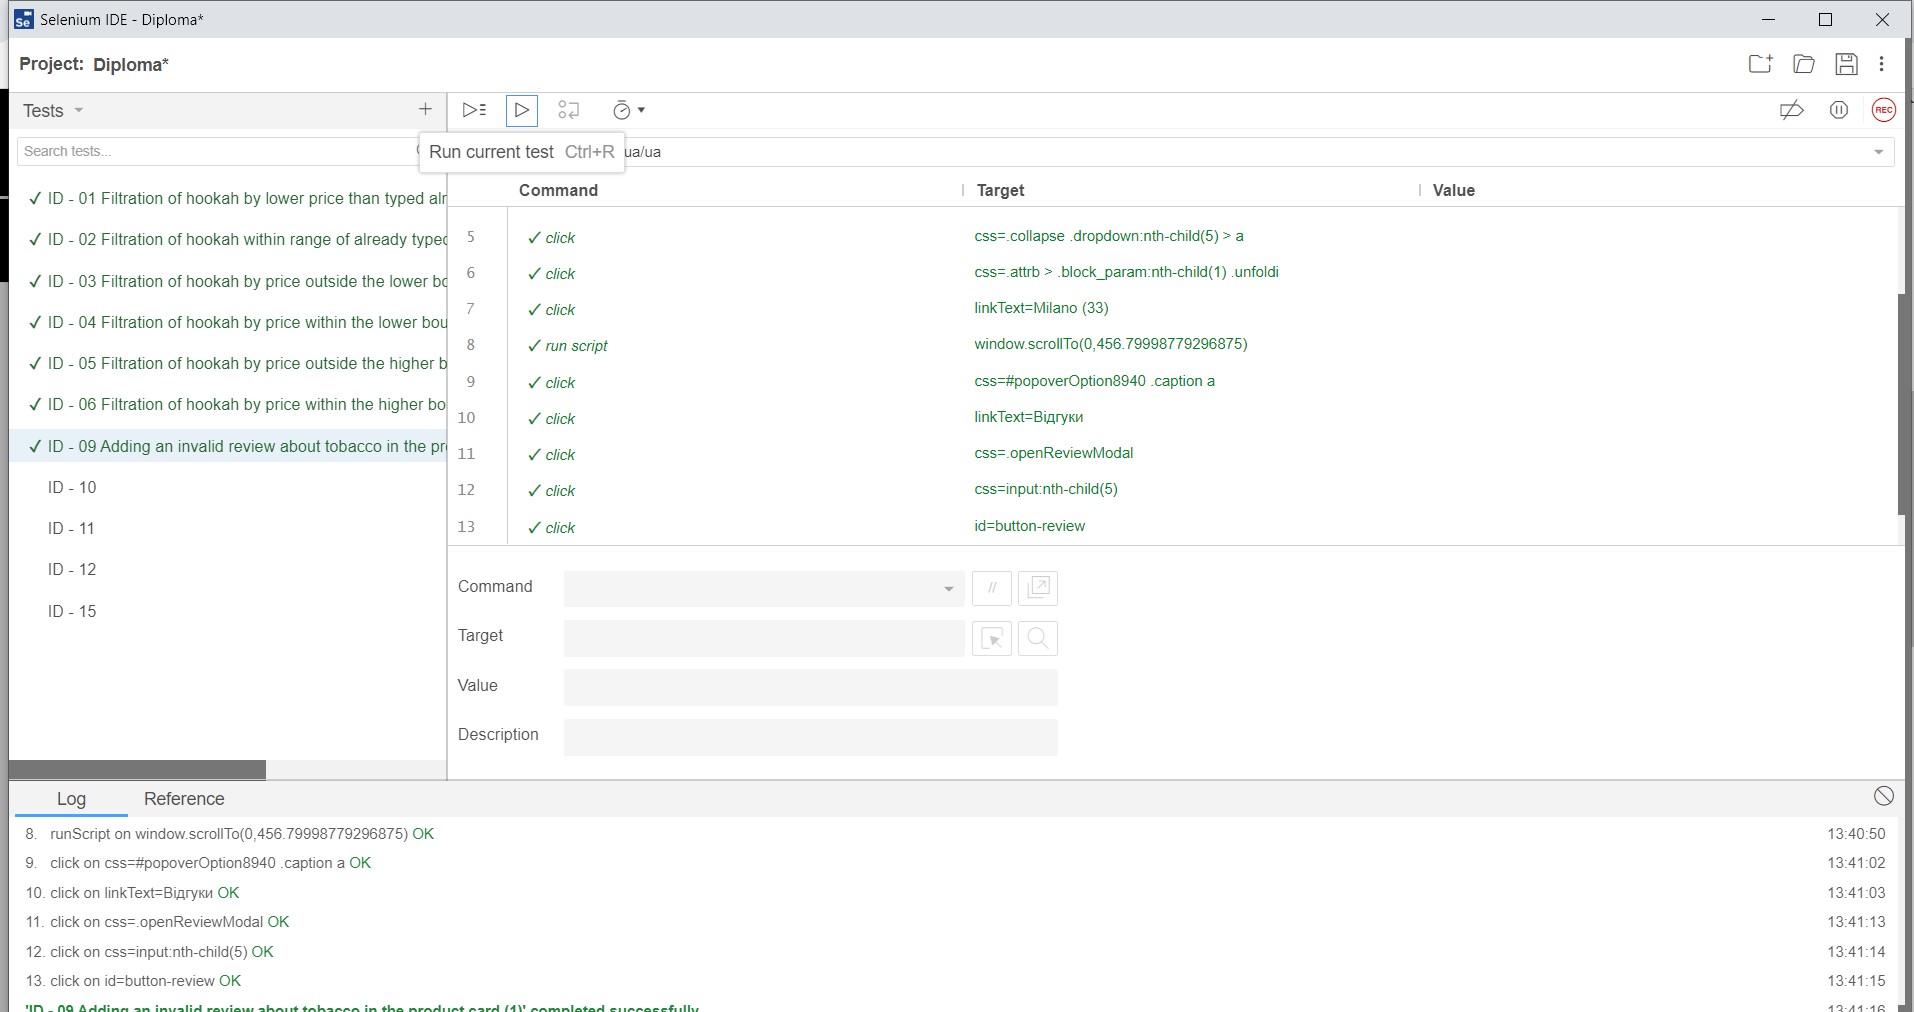 Selenium IDE - Diploma*
Project: Diploma*
Tests
REC
Search tests...
Run current test Ctrl+R
ua/ua
Command Target Value
✓ ID - 01 Filtration of hookah by lower price than typed alr
✓ ID - 02 Filtration of hookah within range of already typed
✓ ID - 03 Filtration of hookah by price outside the lower bo
✓ ID - 04 Filtration of hookah by price within the lower bou
✓ ID - 05 Filtration of hookah by price outside the higher b
✓ ID - 06 Filtration of hookah by price within the higher bo
✓ ID - 09 Adding an invalid review about tobacco in the pr
ID - 10
ID - 11
ID - 12
ID - 15
5 ✓ click css=.collapse .dropdown:nth-child(5) > a
6 ✓ click css=.attrb > .block_param:nth-child(1) .unfoldi
7 ✓ click linkText=Milano (33)
8 ✓ run script window.scrollTo(0,456.79998779296875)
9 ✓ click css=#popoverOption8940 .caption a
10 ✓ click linkText=Відгуки
11 ✓ click css=.openReviewModal
12 ✓ click css=input:nth-child(5)
13 ✓ click id=button-review
Command //
Target
Value
Description
Log Reference
8. runScript on window.scrollTo(0,456.79998779296875) OK 13:40:50
9. click on css=#popoverOption8940 .caption a OK 13:41:02
10. click on linkText=Відгуки OK 13:41:03
11. click on css=.openReviewModal OK 13:41:13
12. click on css=input:nth-child(5) OK 13:41:14
13. click on id=button-review OK 13:41:15
'ID - 09 Adding an invalid review about tobacco in the product card (1)' completed successfully 13:41:16